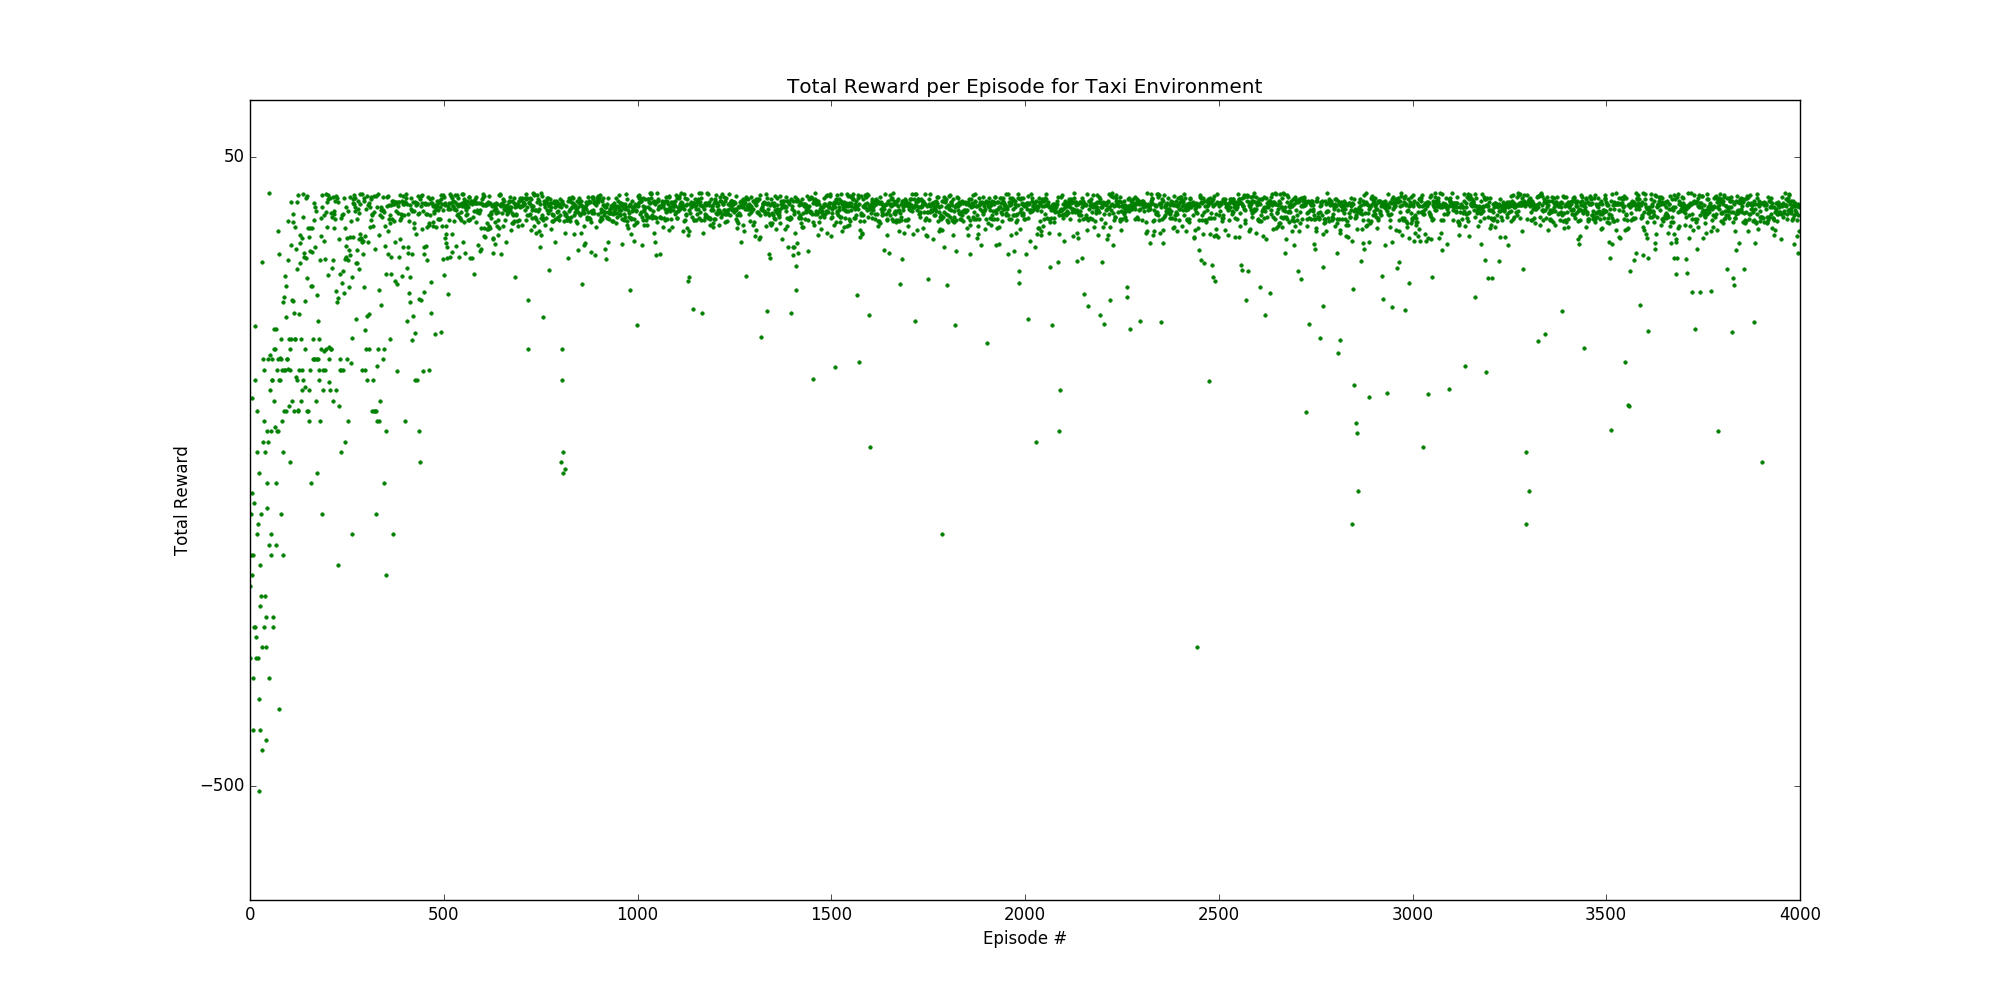 Total Reward per Episode for Taxi Environment
50
Total Reward
−500
0 500 1000 1500 2000 2500 3000 3500 4000
Episode #